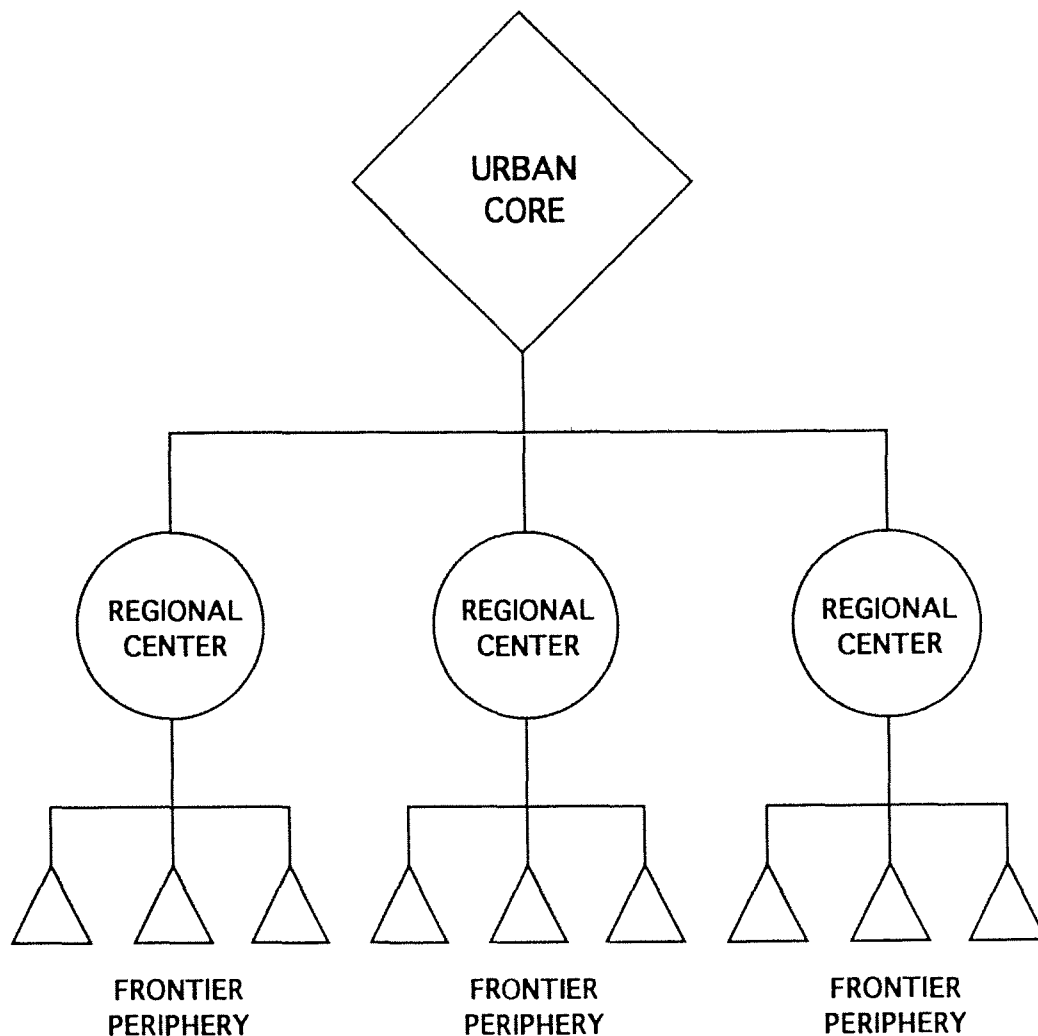 URBAN
CORE
REGIONAL
CENTER
REGIONAL
CENTER
REGIONAL
CENTER
FRONTIER
PERIPHERY
FRONTIER
PERIPHERY
FRONTIER
PERIPHERY